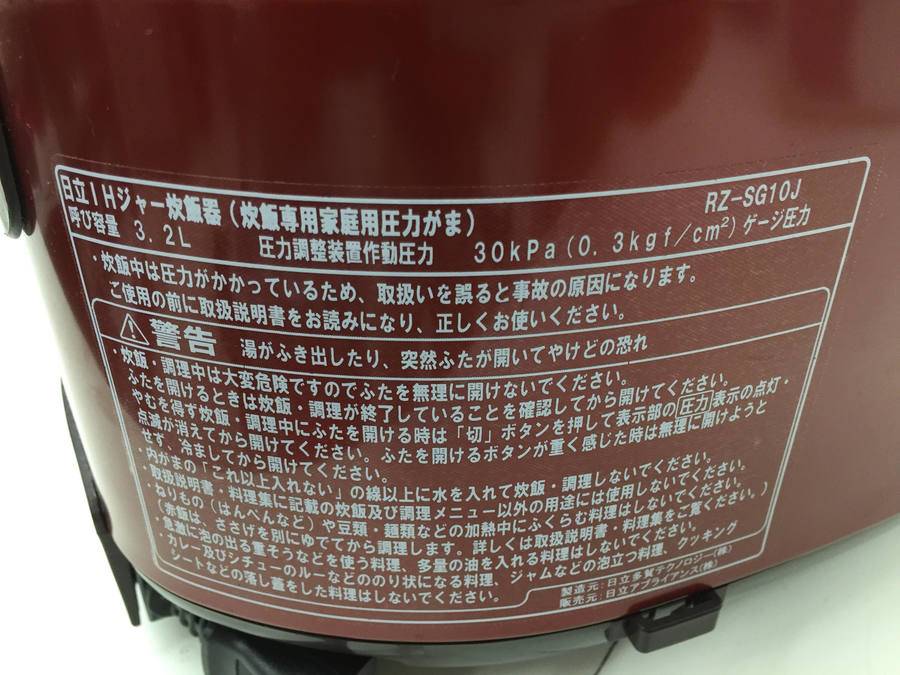 日立IHジャー炊飯器(炊飯専用家庭用圧力がま) RZ-SG10J
呼び容量 3.2L 圧力調整装置作動圧力 30kPa(0.3kgf/cm²)ゲージ圧力
・炊飯中は圧力がかかっているため、取扱いを誤ると事故の原因になります。
ご使用の前に取扱説明書をお読みになり、正しくお使いください。
警告 湯がふき出したり、突然ふたが開いてやけどの恐れ
・炊飯・調理中は大変危険ですのでふたを無理に開けないでください。
ふたを開けるときは炊飯・調理が終了していることを確認してから開けてください。
やむを得ず炊飯・調理中にふたを開ける時は「切」ボタンを押して表示部の圧力表示の点灯・
点滅が消えてから開けてください。ふたを開けるボタンが重く感じた時は無理に開けようと
せず、冷ましてから開けてください。
・内がまの「これ以上入れない」の線以上に水を入れて炊飯・調理しないでください。
・取扱説明書・料理集に記載の炊飯及び調理メニュー以外の用途には使用しないでください。
・ねりもの(はんぺんなど)や豆類・麺類などの加熱中にふくらむ料理はしないでください。
(赤飯は、ささげを別にゆでてから調理します。詳しくは取扱説明書・料理集をご覧ください。)
・急激に泡の出る重そうなどを使う料理、多量の油を入れる料理はしないでください。
カレー及びシチューのルーなどののり状になる料理、ジャムなどの泡立つ料理、クッキング
シートなどの落し蓋をした料理はしないでください。
製造元:日立多賀テクノロジー(株)
販売元:日立アプライアンス(株)